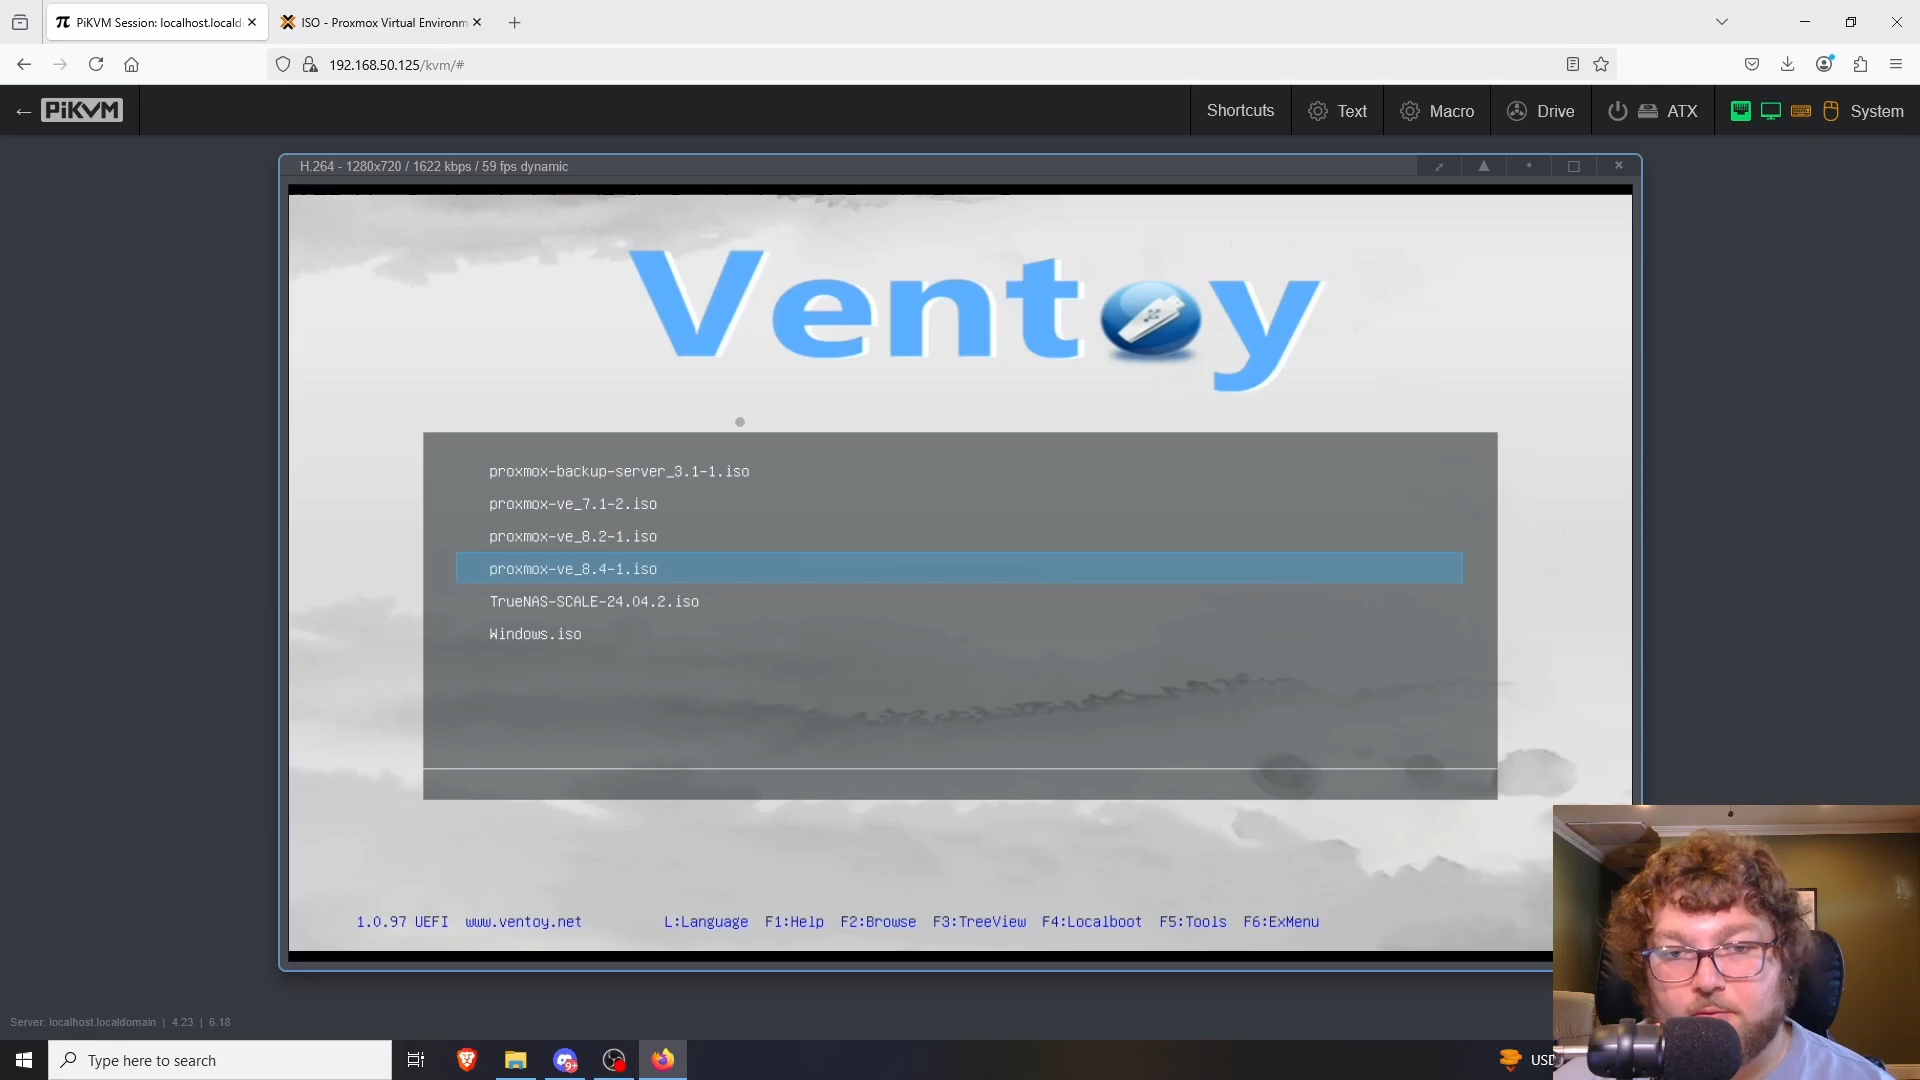 PiKVM Session: localhost.locald
ISO - Proxmox Virtual Environm
192.168.50.125/kvm/#
PiKVM
Shortcuts
Text
Macro
Drive
ATX
System
H.264 - 1280x720 / 1622 kbps / 59 fps dynamic
Ventoy
proxmox-backup-server_3.1-1.iso
proxmox-ve_7.1-2.iso
proxmox-ve_8.2-1.iso
proxmox-ve_8.4-1.iso
TrueNAS-SCALE-24.04.2.iso
Windows.iso
1.0.97 UEFI www.ventoy.net L:Language F1:Help F2:Browse F3:TreeView F4:Localboot F5:Tools F6:ExMenu
Server: localhost.localdomain | 4.23 | 6.18
Type here to search
9+
USD